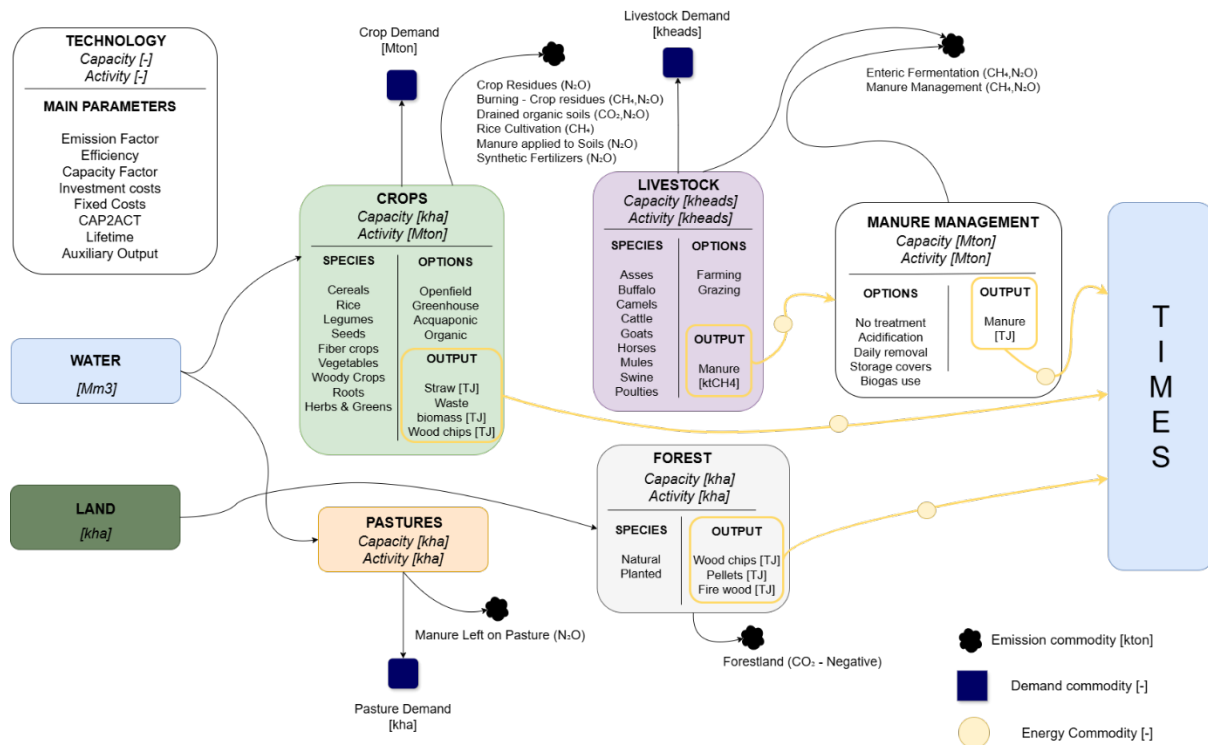 TECHNOLOGY
Capacity [-]
Activity [-]
MAIN PARAMETERS
Emission Factor
Efficiency
Capacity Factor
Investment costs
Fixed Costs
CAP2ACT
Lifetime
Auxiliary Output
WATER
[Mm3]
LAND
[kha]
Crop Demand
[Mton]
Crop Residues (N₂O)
Burning - Crop residues (CH₄,N₂O)
Drained organic soils (CO₂,N₂O)
Rice Cultivation (CH₄)
Manure applied to Soils (N₂O)
Synthetic Fertilizers (N₂O)
CROPS
Capacity [kha]
Activity [Mton]
SPECIES
Cereals
Rice
Legumes
Seeds
Fiber crops
Vegetables
Woody Crops
Roots
Herbs & Greens
OPTIONS
Openfield
Greenhouse
Acquaponic
Organic
OUTPUT
Straw [TJ]
Waste
biomass [TJ]
Wood chips [TJ]
PASTURES
Capacity [kha]
Activity [kha]
Manure Left on Pasture (N₂O)
Pasture Demand
[kha]
Livestock Demand
[kheads]
Enteric Fermentation (CH₄,N₂O)
Manure Management (CH₄,N₂O)
LIVESTOCK
Capacity [kheads]
Activity [kheads]
SPECIES
Asses
Buffalo
Camels
Cattle
Goats
Horses
Mules
Swine
Poulties
OPTIONS
Farming
Grazing
OUTPUT
Manure
[ktCH4]
MANURE MANAGEMENT
Capacity [Mton]
Activity [Mton]
OPTIONS
No treatment
Acidification
Daily removal
Storage covers
Biogas use
OUTPUT
Manure
[TJ]
FOREST
Capacity [kha]
Activity [kha]
SPECIES
Natural
Planted
OUTPUT
Wood chips [TJ]
Pellets [TJ]
Fire wood [TJ]
Forestland (CO₂ - Negative)
T
I
M
E
S
Emission commodity [kton]
Demand commodity [-]
Energy Commodity [-]